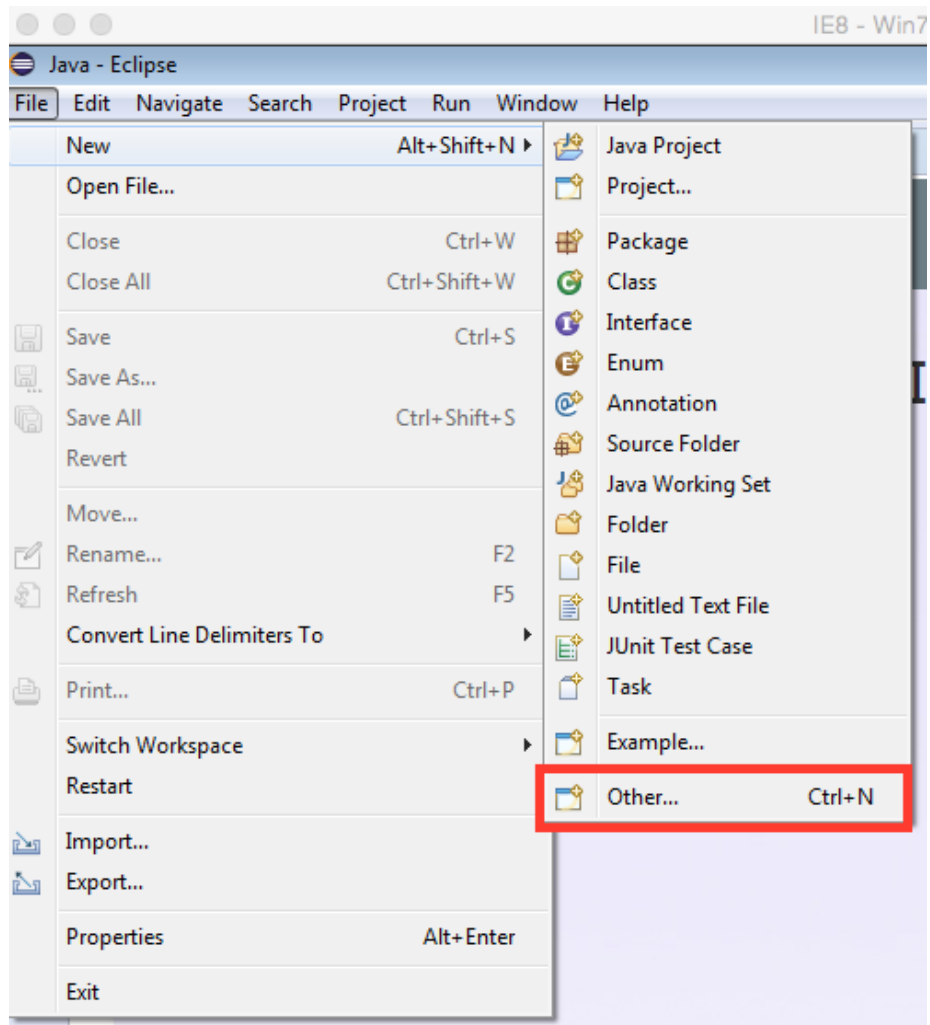 IE8 - Win7
Java - Eclipse
File Edit Navigate Search Project Run Window Help
New Alt+Shift+N
Open File...
Close Ctrl+W
Close All Ctrl+Shift+W
Save Ctrl+S
Save As...
Save All Ctrl+Shift+S
Revert
Move...
Rename... F2
Refresh F5
Convert Line Delimiters To
Print... Ctrl+P
Switch Workspace
Restart
Import...
Export...
Properties Alt+Enter
Exit
Java Project
Project...
Package
Class
Interface
Enum
Annotation
Source Folder
Java Working Set
Folder
File
Untitled Text File
JUnit Test Case
Task
Example...
Other... Ctrl+N